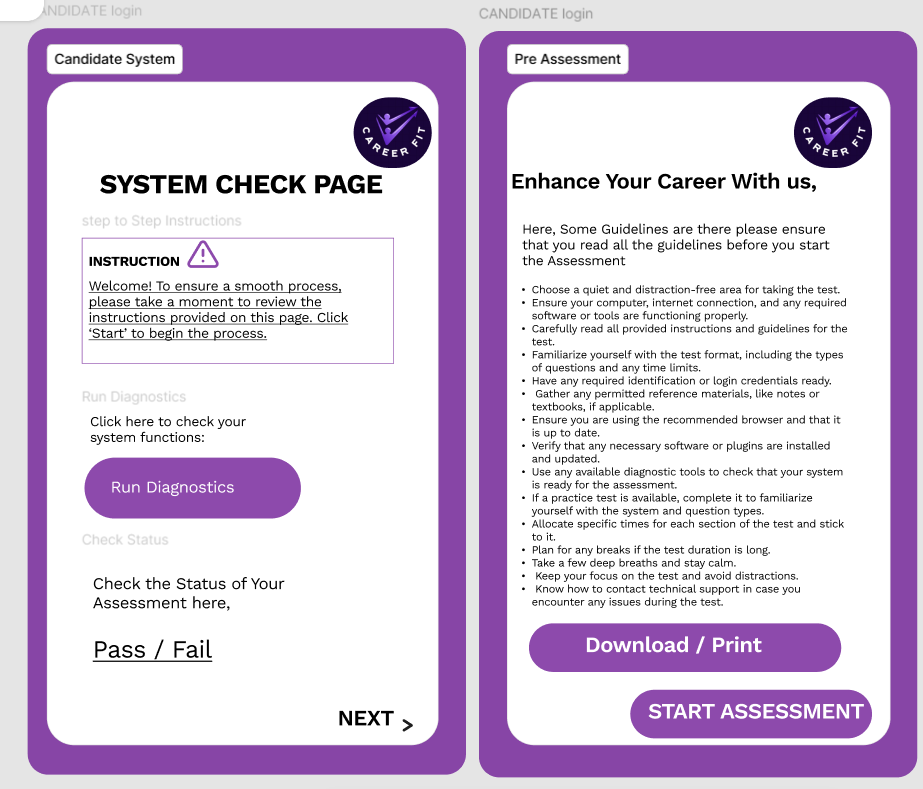 ANDIDATE login
Candidate System
CAREER FIT
SYSTEM CHECK PAGE
step to Step Instructions
INSTRUCTION
Welcome! To ensure a smooth process,
please take a moment to review the
instructions provided on this page. Click
‘Start’ to begin the process.
Run Diagnostics
Click here to check your
system functions:
Run Diagnostics
Check Status
Check the Status of Your
Assessment here,
Pass / Fail
NEXT >
CANDIDATE login
Pre Assessment
CAREER FIT
Enhance Your Career With us,
Here, Some Guidelines are there please ensure
that you read all the guidelines before you start
the Assessment
• Choose a quiet and distraction-free area for taking the test.
• Ensure your computer, internet connection, and any required
software or tools are functioning properly.
• Carefully read all provided instructions and guidelines for the
test.
• Familiarize yourself with the test format, including the types
of questions and any time limits.
• Have any required identification or login credentials ready.
• Gather any permitted reference materials, like notes or
textbooks, if applicable.
• Ensure you are using the recommended browser and that it
is up to date.
• Verify that any necessary software or plugins are installed
and updated.
• Use any available diagnostic tools to check that your system
is ready for the assessment.
• If a practice test is available, complete it to familiarize
yourself with the system and question types.
• Allocate specific times for each section of the test and stick
to it.
• Plan for any breaks if the test duration is long.
• Take a few deep breaths and stay calm.
• Keep your focus on the test and avoid distractions.
• Know how to contact technical support in case you
encounter any issues during the test.
Download / Print
START ASSESSMENT